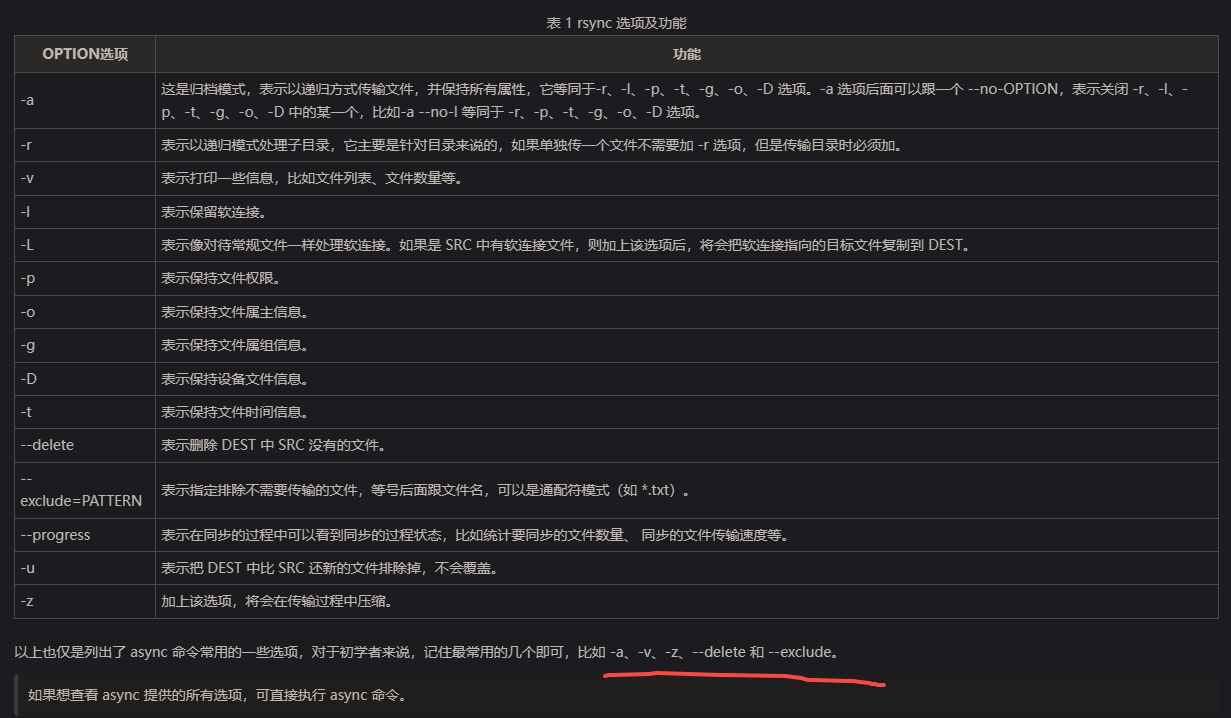 表 1 rsync 选项及功能
OPTION选项 功能
-a 这是归档模式，表示以递归方式传输文件，并保持所有属性，它等同于-r、-l、-p、-t、-g、-o、-D 选项。-a 选项后面可以跟一个 --no-OPTION，表示关闭 -r、-l、-
p、-t、-g、-o、-D 中的某一个，比如-a --no-l 等同于 -r、-p、-t、-g、-o、-D 选项。
-r 表示以递归模式处理子目录，它主要是针对目录来说的，如果单独传一个文件不需要加 -r 选项，但是传输目录时必须加。
-v 表示打印一些信息，比如文件列表、文件数量等。
-l 表示保留软连接。
-L 表示像对待常规文件一样处理软连接。如果是 SRC 中有软连接文件，则加上该选项后，将会把软连接指向的目标文件复制到 DEST。
-p 表示保持文件权限。
-o 表示保持文件属主信息。
-g 表示保持文件属组信息。
-D 表示保持设备文件信息。
-t 表示保持文件时间信息。
--delete 表示删除 DEST 中 SRC 没有的文件。
--
exclude=PATTERN 表示指定排除不需要传输的文件，等号后面跟文件名，可以是通配符模式（如 *.txt）。
--progress 表示在同步的过程中可以看到同步的过程状态，比如统计要同步的文件数量、 同步的文件传输速度等。
-u 表示把 DEST 中比 SRC 还新的文件排除掉，不会覆盖。
-z 加上该选项，将会在传输过程中压缩。
以上也仅是列出了 async 命令常用的一些选项，对于初学者来说，记住最常用的几个即可，比如 -a、-v、-z、--delete 和 --exclude。
如果想查看 async 提供的所有选项，可直接执行 async 命令。